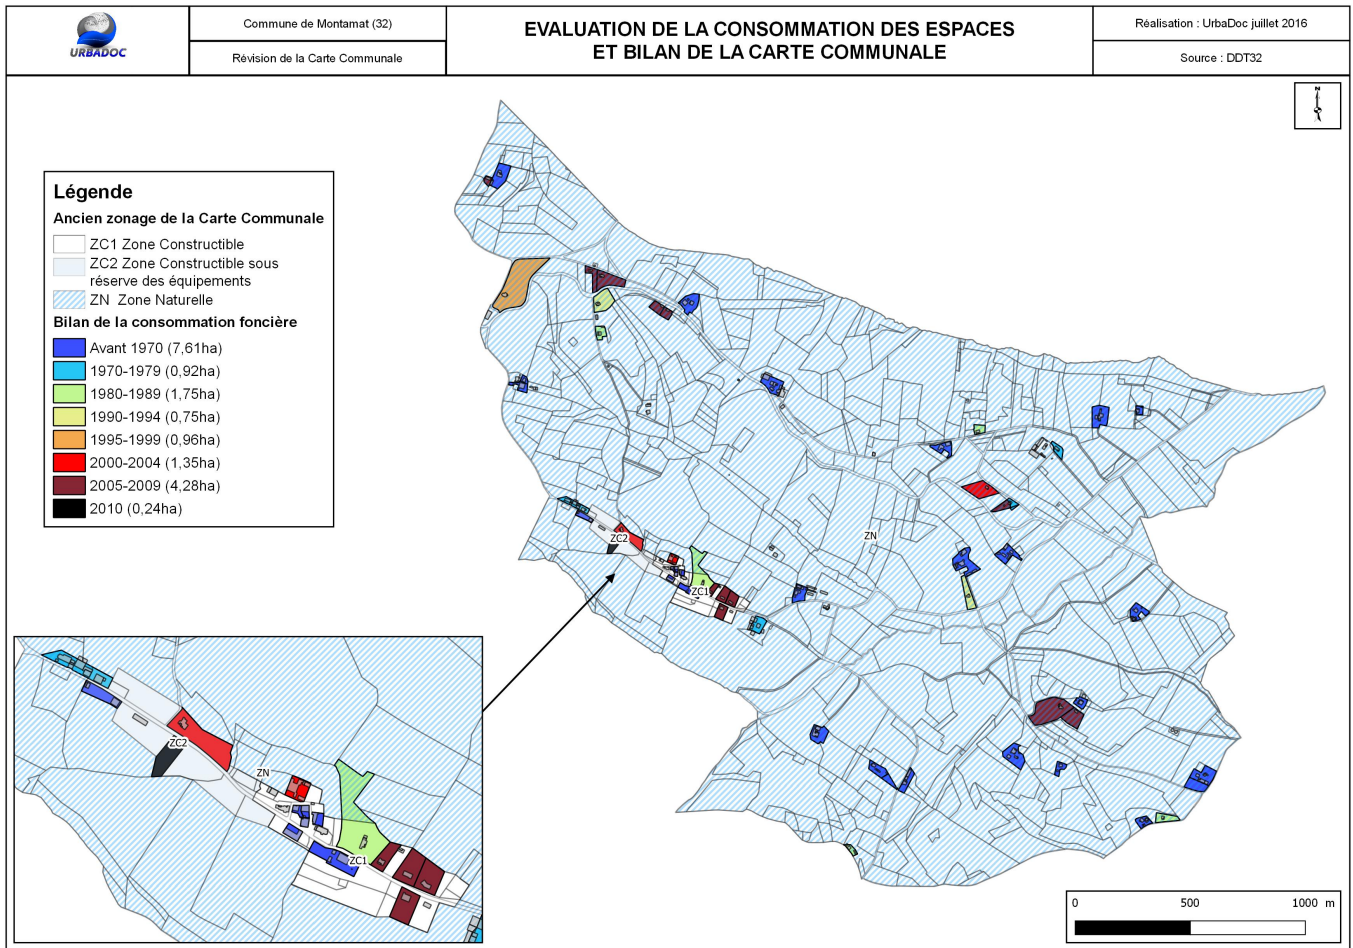 URBADOC
Commune de Montamat (32)
Révision de la Carte Communale
EVALUATION DE LA CONSOMMATION DES ESPACES
ET BILAN DE LA CARTE COMMUNALE
Réalisation : UrbaDoc juillet 2016
Source : DDT32
N
Légende
Ancien zonage de la Carte Communale
ZC1 Zone Constructible
ZC2 Zone Constructible sous
réserve des équipements
ZN Zone Naturelle
Bilan de la consommation foncière
Avant 1970 (7,61ha)
1970-1979 (0,92ha)
1980-1989 (1,75ha)
1990-1994 (0,75ha)
1995-1999 (0,96ha)
2000-2004 (1,35ha)
2005-2009 (4,28ha)
2010 (0,24ha)
ZC2
ZN
ZC1
ZC2
ZN
ZC1
0 500 1000 m